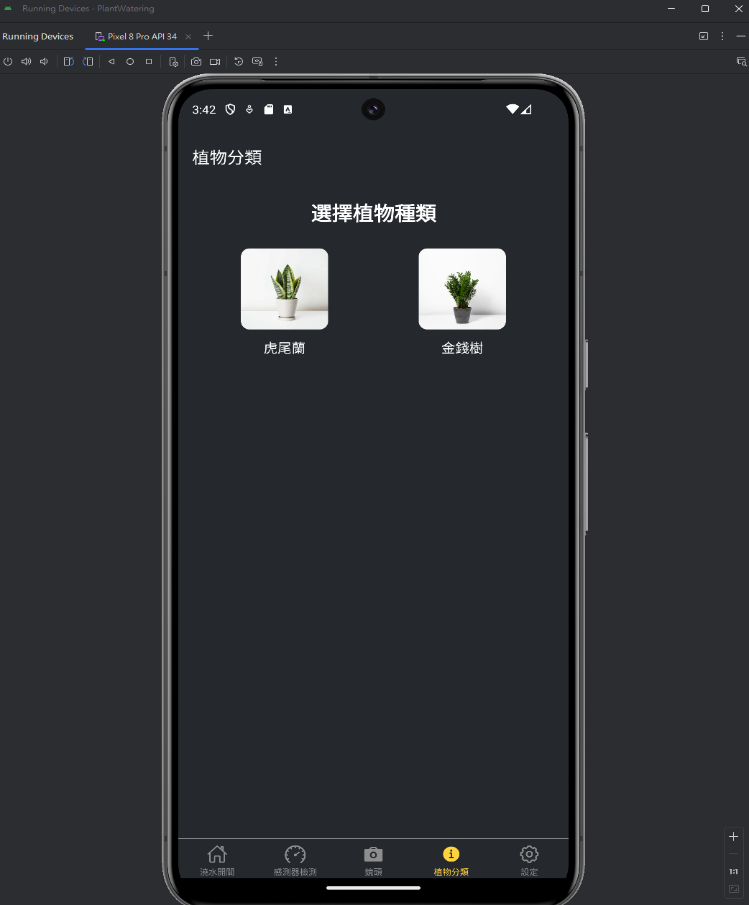 Running Devices - PlantWatering
Running Devices
Pixel 8 Pro API 34
3:42
植物分類
選擇植物種類
虎尾蘭
金錢樹
澆水開關
感測器檢測
鏡頭
植物分類
設定
1:1